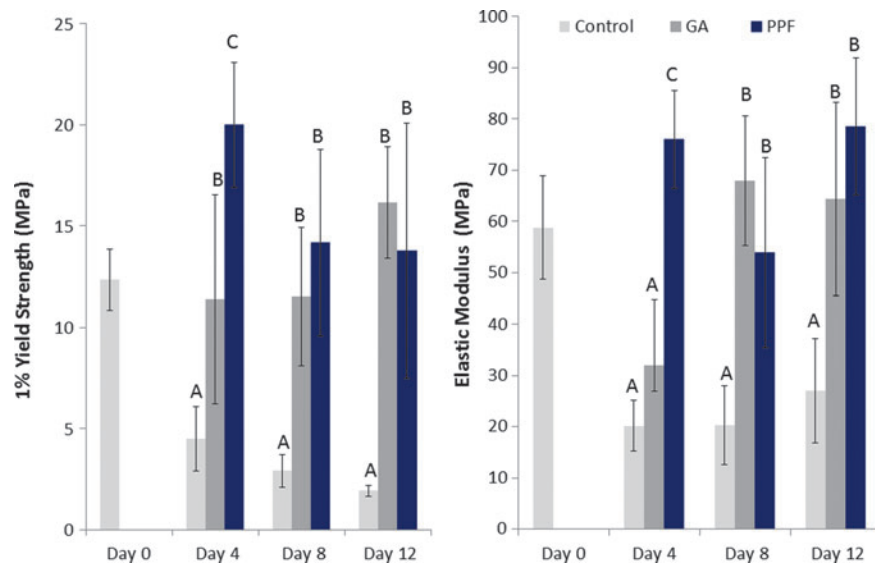 1% Yield Strength (MPa)
25
20
15
10
5
0
A
B
C
A
B
B
A
B
B
Day 0 Day 4 Day 8 Day 12
Elastic Modulus (MPa)
100
90
80
70
60
50
40
30
20
10
0
Control GA PPF
A
A
C
A
B
B
A
B
B
Day 0 Day 4 Day 8 Day 12